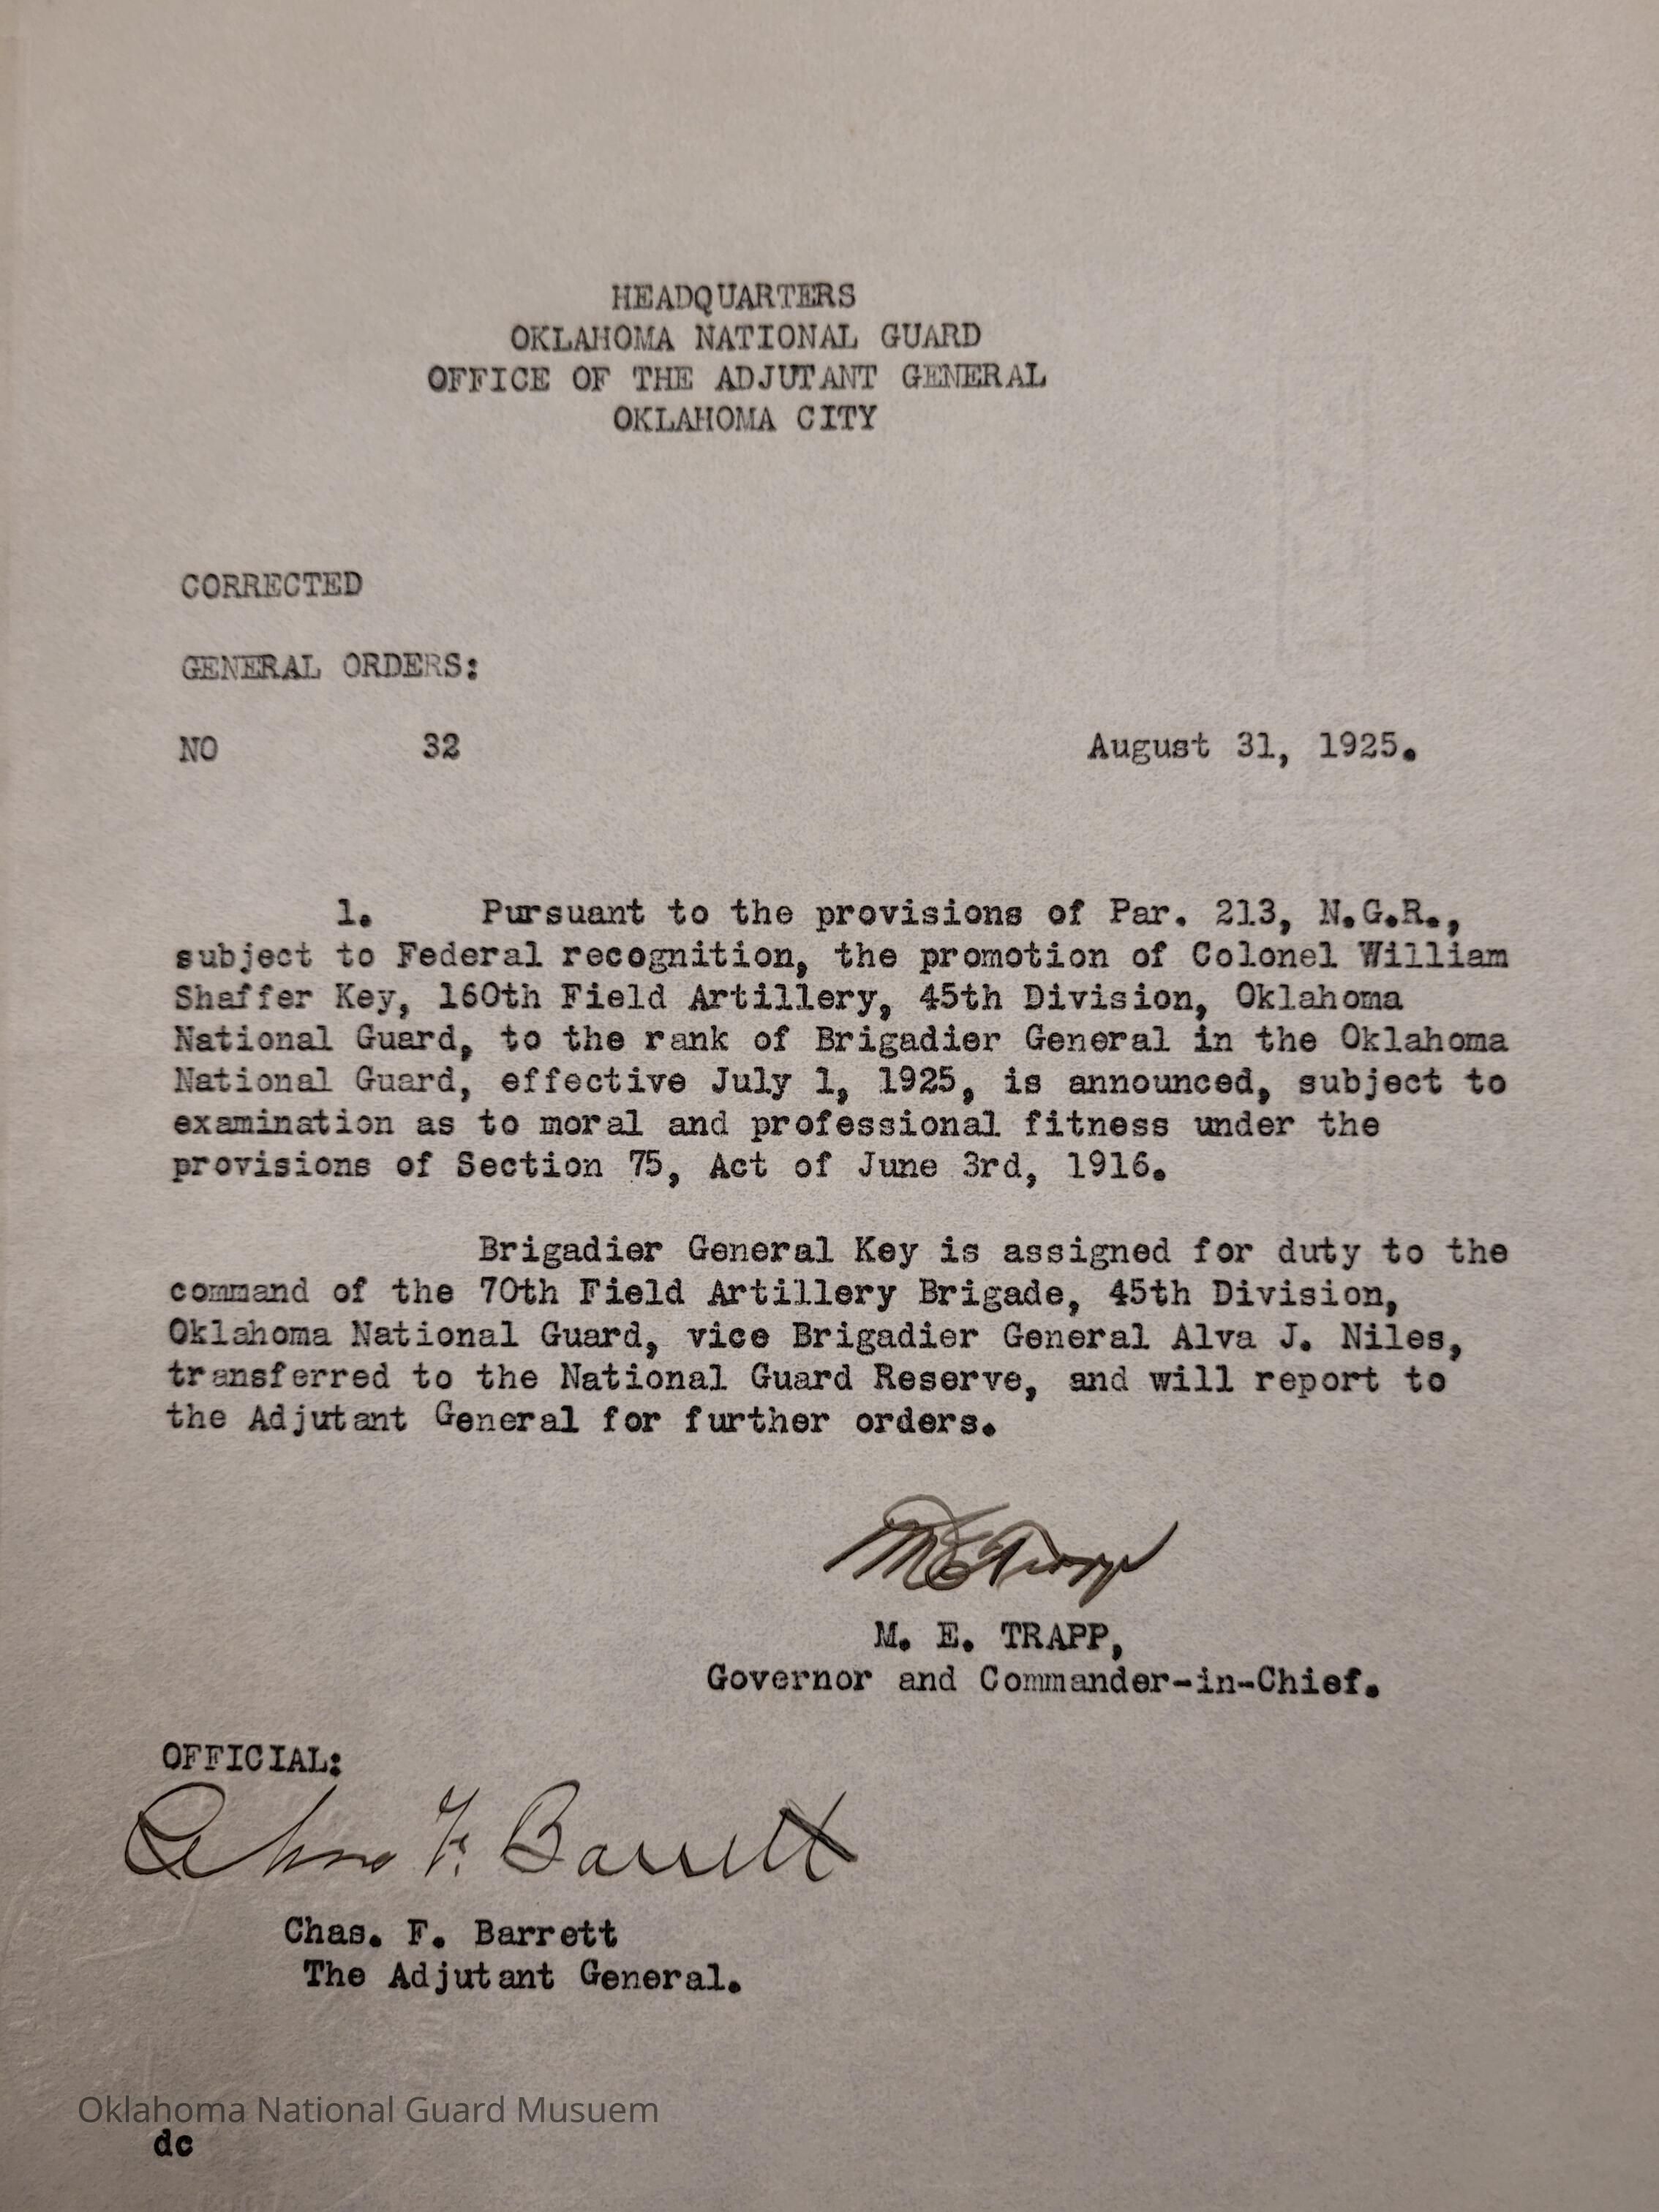 HEADQUARTERS
OKLAHOMA NATIONAL GUARD
OFFICE OF THE ADJUTANT GENERAL
OKLAHOMA CITY
CORRECTED
GENERAL ORDERS:
NO 32 August 31, 1925.
1. Pursuant to the provisions of Par. 213, N.G.R.,
subject to Federal recognition, the promotion of Colonel William
Shaffer Key, 160th Field Artillery, 45th Division, Oklahoma
National Guard, to the rank of Brigadier General in the Oklahoma
National Guard, effective July 1, 1925, is announced, subject to
examination as to moral and professional fitness under the
provisions of Section 75, Act of June 3rd, 1916.
Brigadier General Key is assigned for duty to the
command of the 70th Field Artillery Brigade, 45th Division,
Oklahoma National Guard, vice Brigadier General Alva J. Niles,
transferred to the National Guard Reserve, and will report to
the Adjutant General for further orders.
M E Trapp
M. E. TRAPP,
Governor and Commander-in-Chief.
OFFICIAL:
Chas F. Barrett
Chas. F. Barrett
The Adjutant General.
Oklahoma National Guard Musuem
dc